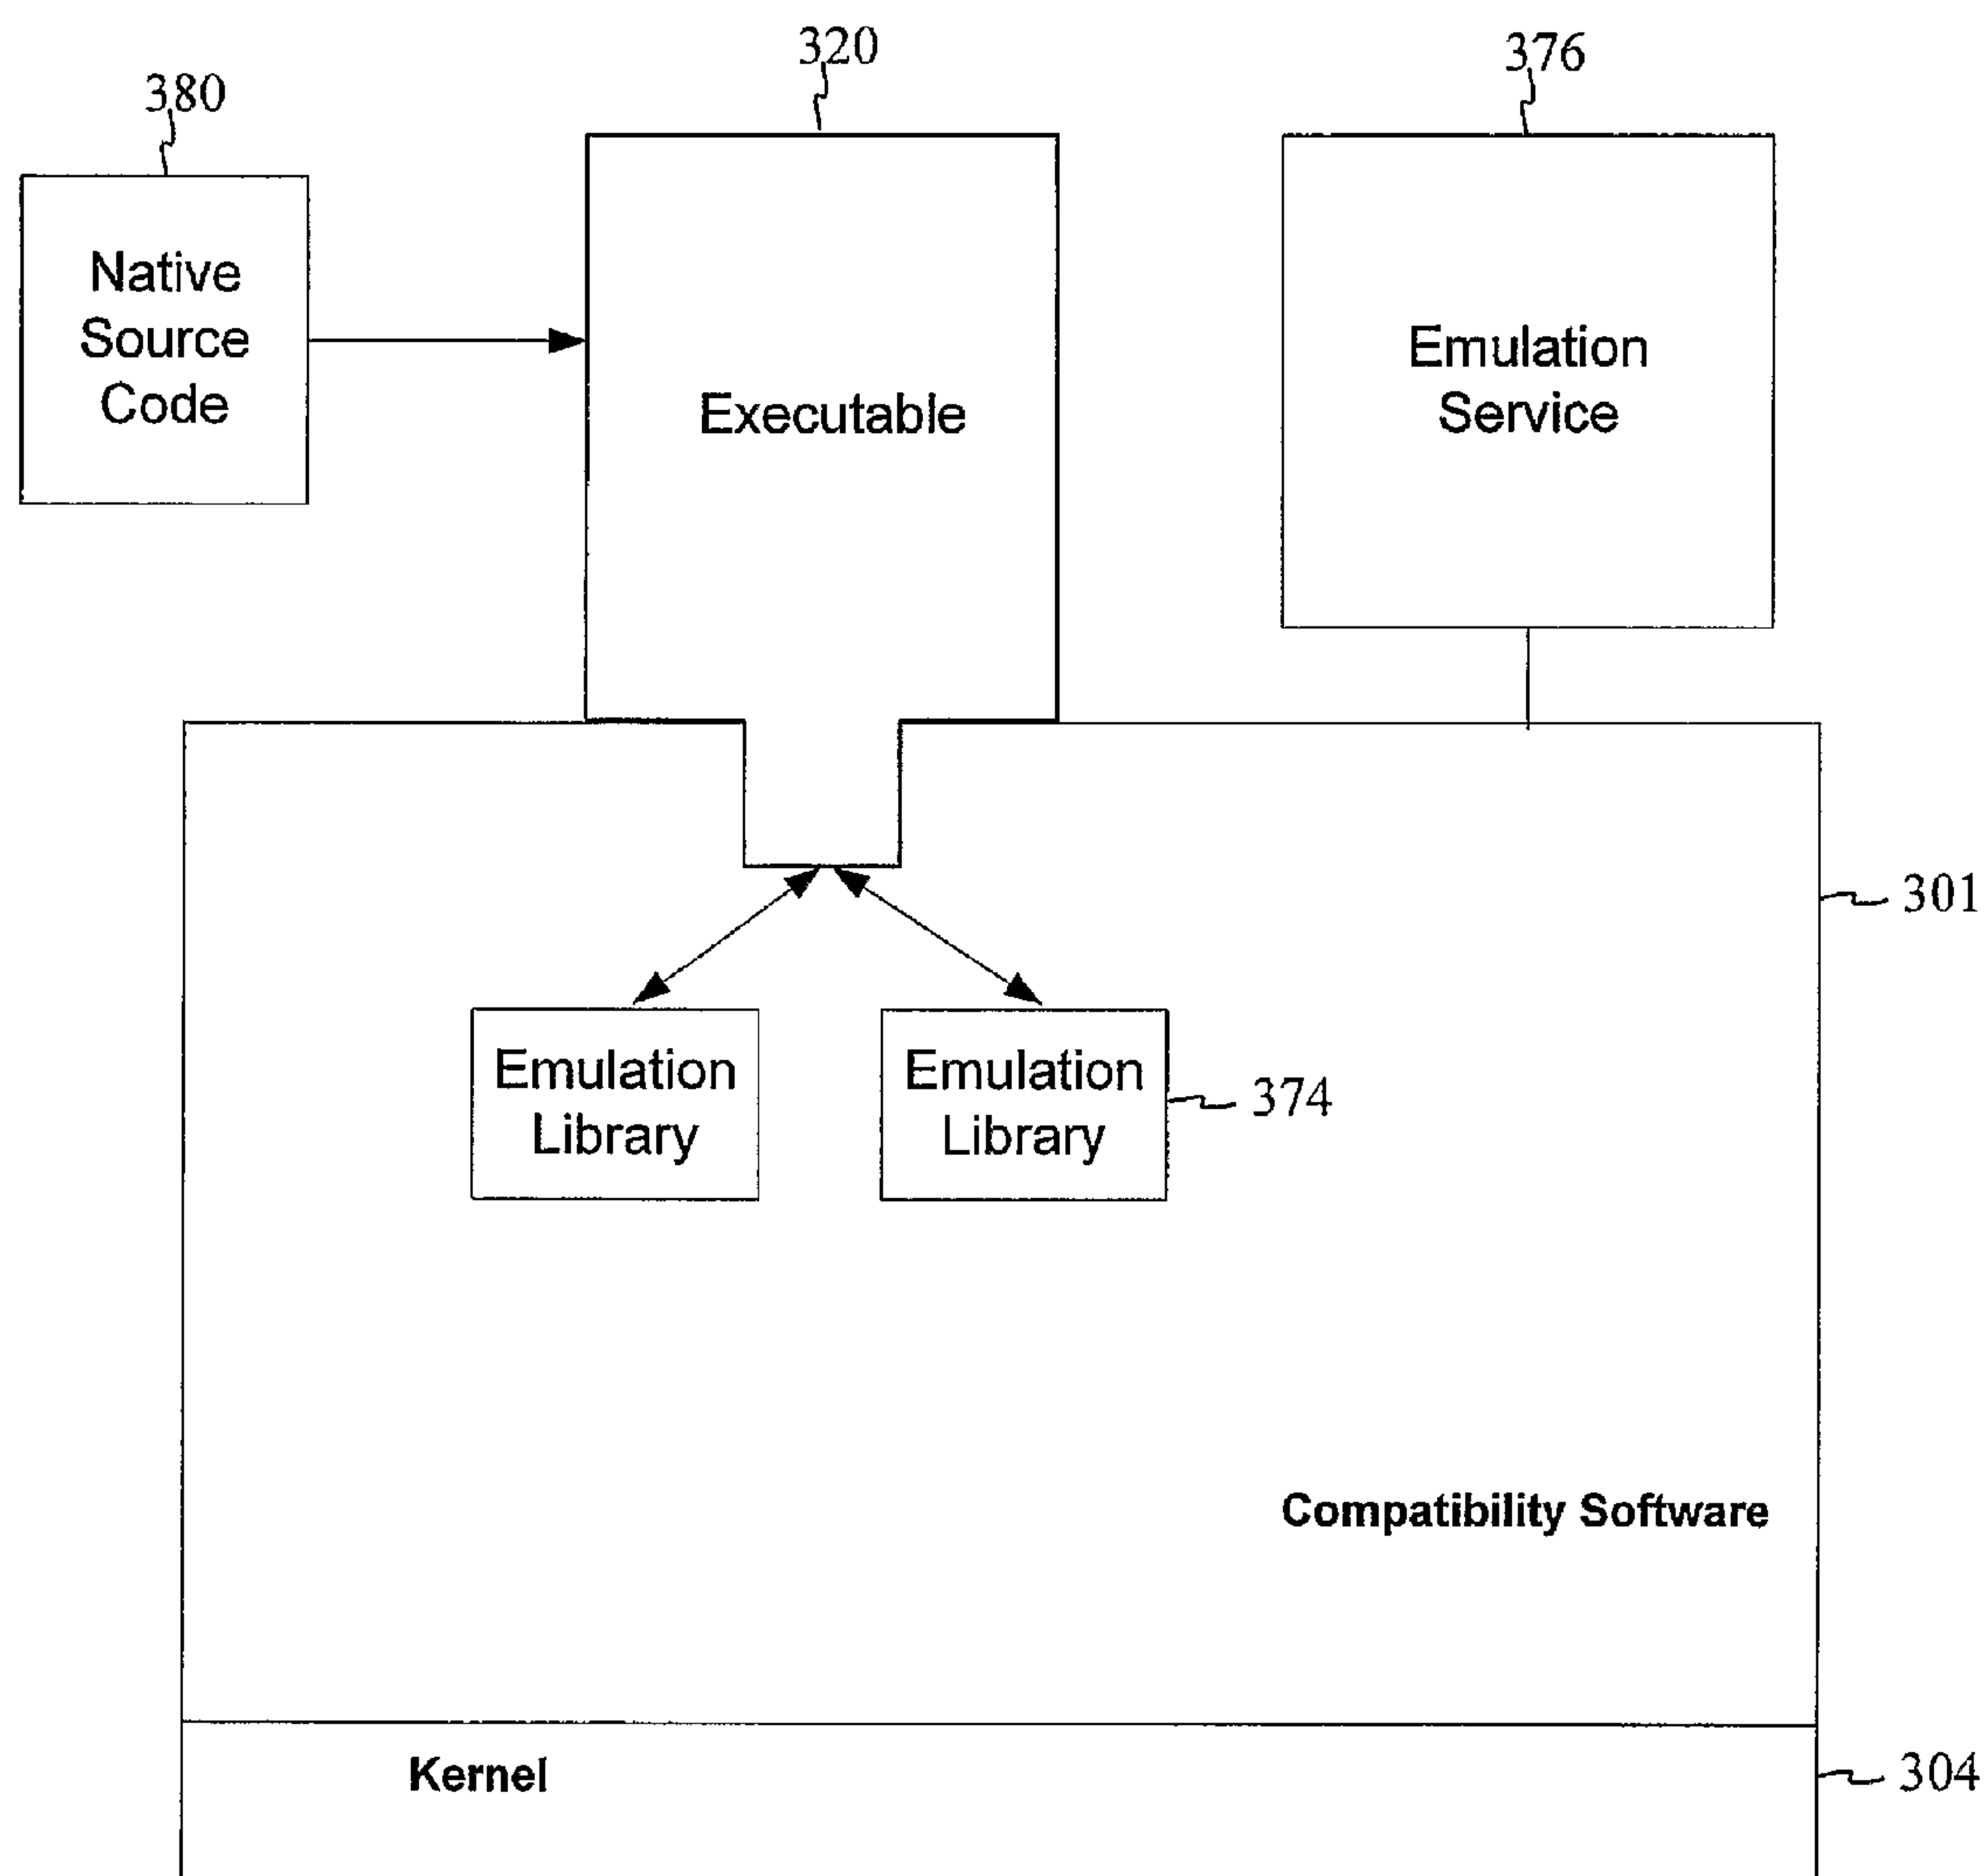 320
376
380
Native
Source
Code
Executable
Emulation
Service
301
Emulation
Library
Emulation
Library
374
Compatibility Software
Kernel
304